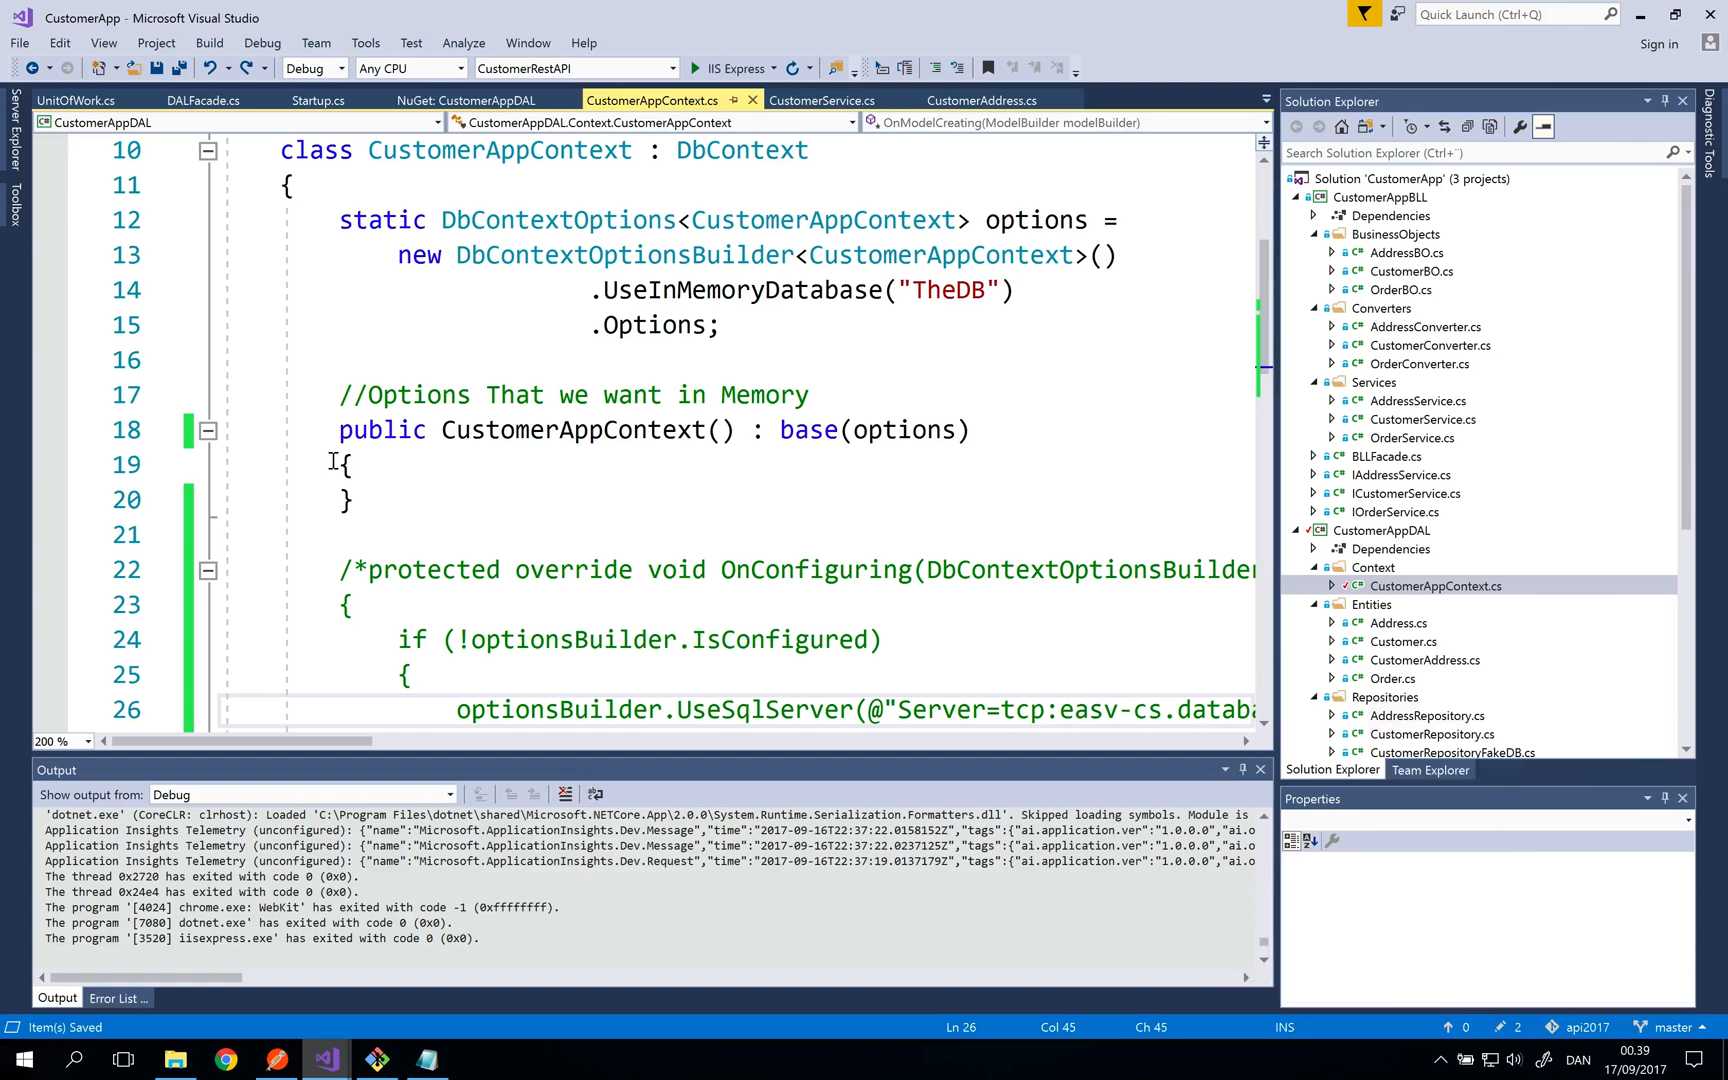 CustomerApp - Microsoft Visual Studio
Quick Launch (Ctrl+Q)
File Edit View Project Build Debug Team Tools Test Analyze Window Help
Sign in
Debug Any CPU CustomerRestAPI IIS Express
Server Explorer
Toolbox
UnitOfWork.cs DALFacade.cs Startup.cs NuGet: CustomerAppDAL CustomerAppContext.cs CustomerService.cs CustomerAddress.cs
CustomerAppDAL CustomerAppDAL.Context.CustomerAppContext OnModelCreating(ModelBuilder modelBuilder)
10 class CustomerAppContext : DbContext
11 {
12 static DbContextOptions<CustomerAppContext> options =
13 new DbContextOptionsBuilder<CustomerAppContext>()
14 .UseInMemoryDatabase("TheDB")
15 .Options;
16
17 //Options That we want in Memory
18 public CustomerAppContext() : base(options)
19 {
20 }
21
22 /*protected override void OnConfiguring(DbContextOptionsBuilder
23 {
24 if (!optionsBuilder.IsConfigured)
25 {
26 optionsBuilder.UseSqlServer(@"Server=tcp:easv-cs.databa
200 %
Output
Show output from: Debug
'dotnet.exe' (CoreCLR: clrhost): Loaded 'C:\Program Files\dotnet\shared\Microsoft.NETCore.App\2.0.0\System.Runtime.Serialization.Formatters.dll'. Skipped loading symbols. Module is
Application Insights Telemetry (unconfigured): {"name":"Microsoft.ApplicationInsights.Dev.Message","time":"2017-09-16T22:37:22.0158152Z","tags":{"ai.application.ver":"1.0.0.0","ai.o
Application Insights Telemetry (unconfigured): {"name":"Microsoft.ApplicationInsights.Dev.Message","time":"2017-09-16T22:37:22.0237125Z","tags":{"ai.application.ver":"1.0.0.0","ai.o
Application Insights Telemetry (unconfigured): {"name":"Microsoft.ApplicationInsights.Dev.Request","time":"2017-09-16T22:37:19.0137179Z","tags":{"ai.application.ver":"1.0.0.0","ai.o
The thread 0x2720 has exited with code 0 (0x0).
The thread 0x24e4 has exited with code 0 (0x0).
The program '[4024] chrome.exe: WebKit' has exited with code -1 (0xffffffff).
The program '[7080] dotnet.exe' has exited with code 0 (0x0).
The program '[3520] iisexpress.exe' has exited with code 0 (0x0).
Output Error List ...
Solution Explorer
Search Solution Explorer (Ctrl+¨)
Solution 'CustomerApp' (3 projects)
CustomerAppBLL
Dependencies
BusinessObjects
AddressBO.cs
CustomerBO.cs
OrderBO.cs
Converters
AddressConverter.cs
CustomerConverter.cs
OrderConverter.cs
Services
AddressService.cs
CustomerService.cs
OrderService.cs
BLLFacade.cs
IAddressService.cs
ICustomerService.cs
IOrderService.cs
CustomerAppDAL
Dependencies
Context
CustomerAppContext.cs
Entities
Address.cs
Customer.cs
CustomerAddress.cs
Order.cs
Repositories
AddressRepository.cs
CustomerRepository.cs
CustomerRepositoryFakeDB.cs
Solution Explorer Team Explorer
Properties
Diagnostic Tools
Item(s) Saved Ln 26 Col 45 Ch 45 INS 0 2 api2017 master
DAN
00.39
17/09/2017